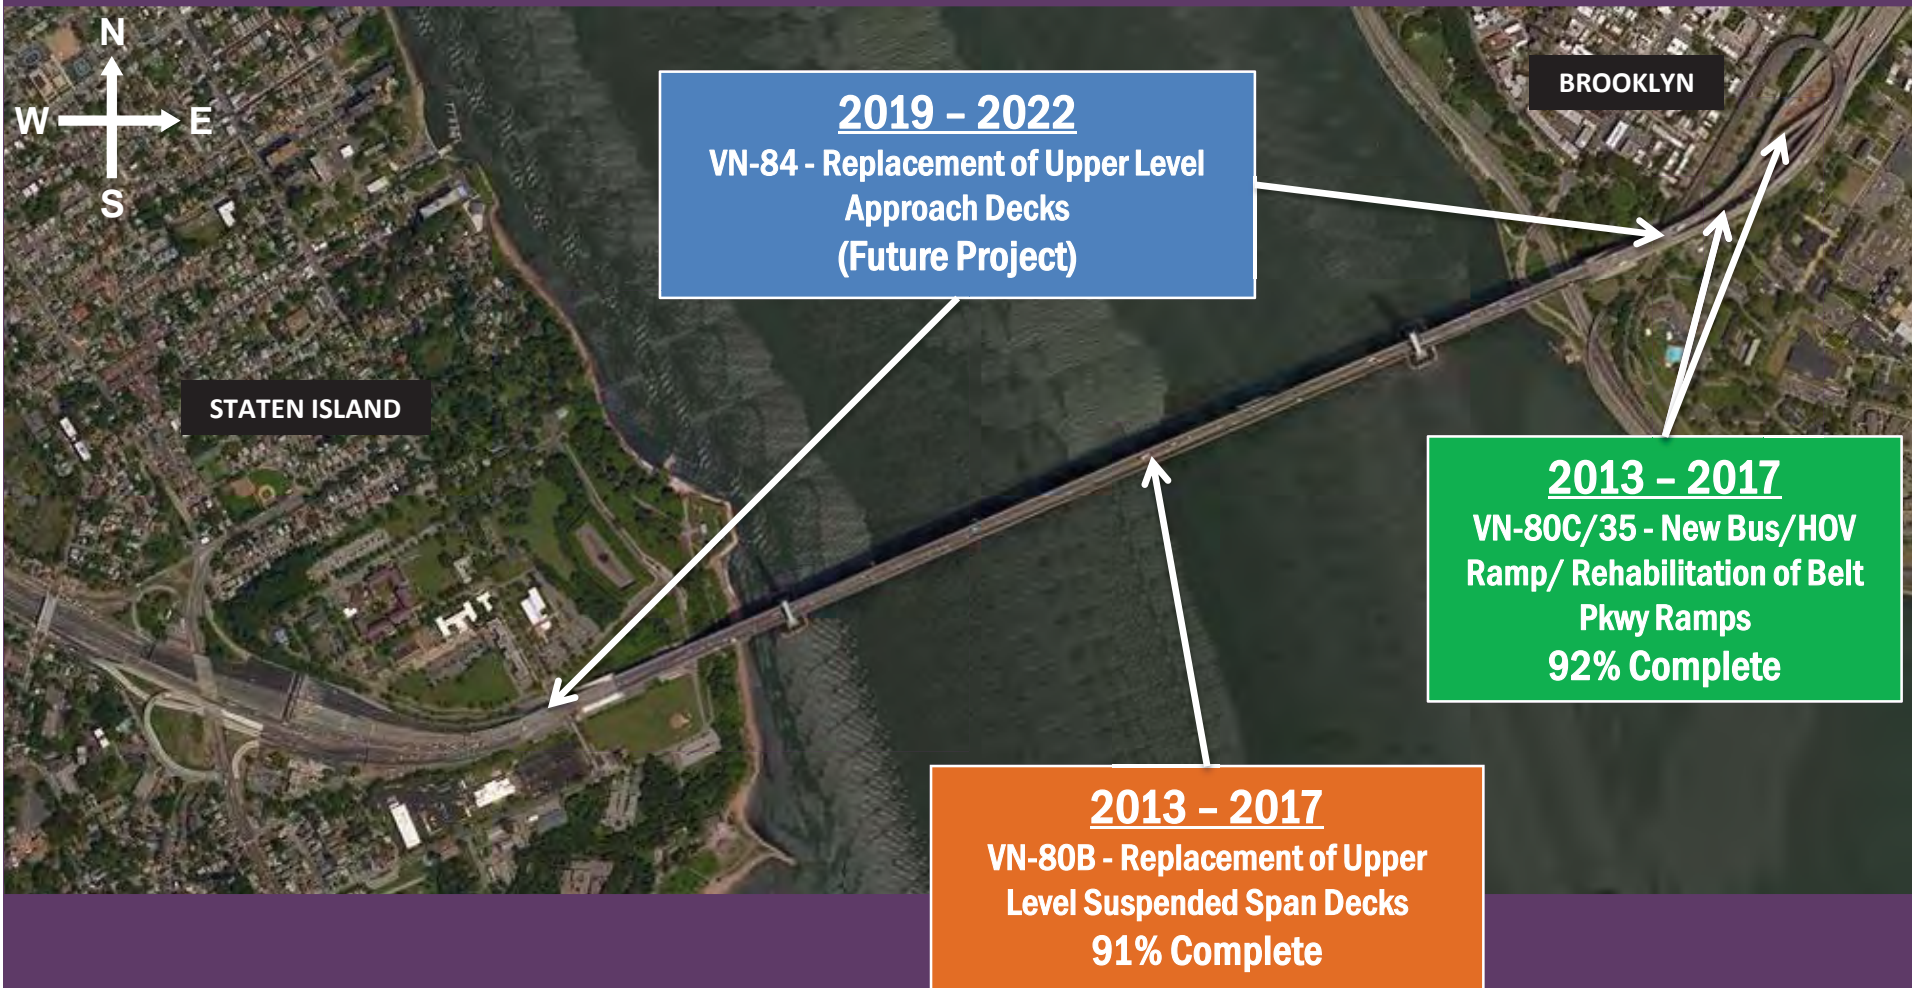 N
W E
S
BROOKLYN
STATEN ISLAND
2019 – 2022
VN-84 - Replacement of Upper Level
Approach Decks
(Future Project)
2013 – 2017
VN-80C/35 - New Bus/HOV
Ramp/ Rehabilitation of Belt
Pkwy Ramps
92% Complete
2013 – 2017
VN-80B - Replacement of Upper
Level Suspended Span Decks
91% Complete